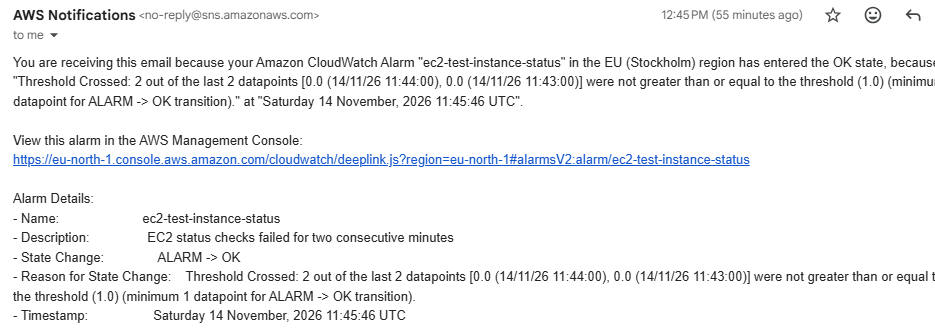 AWS Notifications <no-reply@sns.amazonaws.com> 12:45 PM (55 minutes ago)
to me
You are receiving this email because your Amazon CloudWatch Alarm "ec2-test-instance-status" in the EU (Stockholm) region has entered the OK state, because
"Threshold Crossed: 2 out of the last 2 datapoints [0.0 (14/11/26 11:44:00), 0.0 (14/11/26 11:43:00)] were not greater than or equal to the threshold (1.0) (minimum
datapoint for ALARM -> OK transition)." at "Saturday 14 November, 2026 11:45:46 UTC".
View this alarm in the AWS Management Console:
https://eu-north-1.console.aws.amazon.com/cloudwatch/deeplink.js?region=eu-north-1#alarmsV2:alarm/ec2-test-instance-status
Alarm Details:
- Name: ec2-test-instance-status
- Description: EC2 status checks failed for two consecutive minutes
- State Change: ALARM -> OK
- Reason for State Change: Threshold Crossed: 2 out of the last 2 datapoints [0.0 (14/11/26 11:44:00), 0.0 (14/11/26 11:43:00)] were not greater than or equal
the threshold (1.0) (minimum 1 datapoint for ALARM -> OK transition).
- Timestamp: Saturday 14 November, 2026 11:45:46 UTC